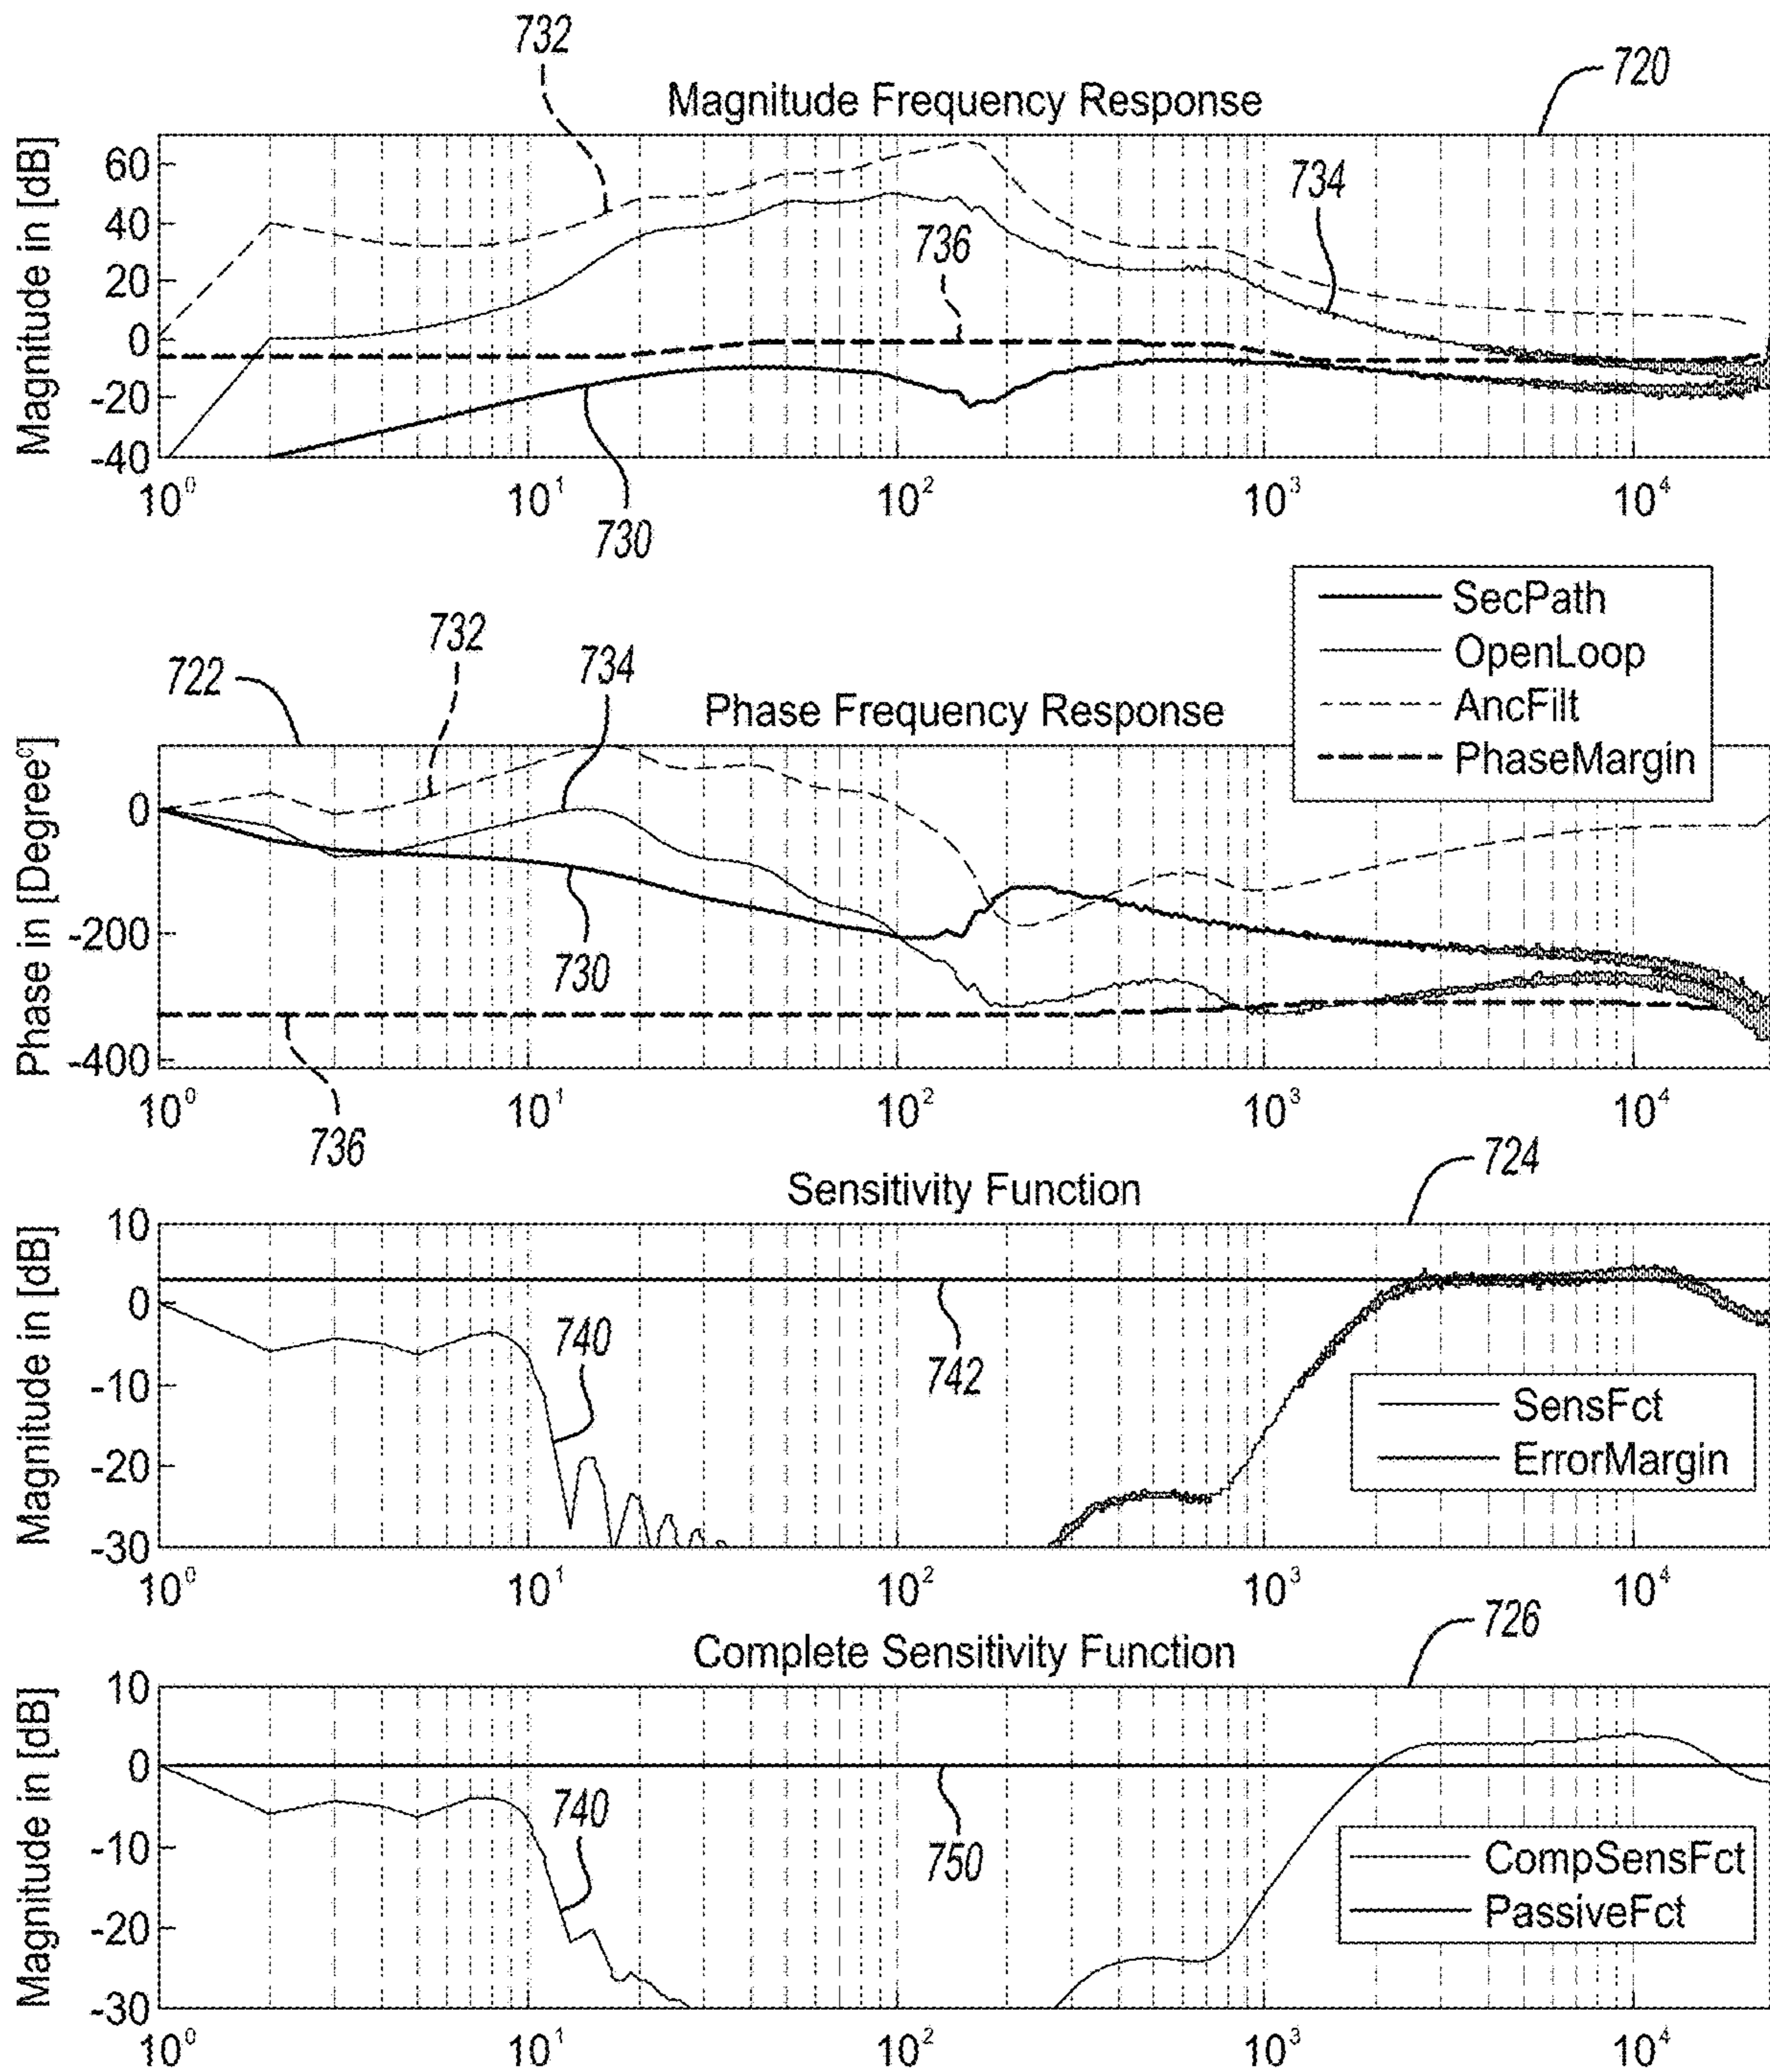 732
720
Magnitude Frequency Response
Magnitude in [dB]
60
40
20
0
-20
-40
734
736
730
10⁰ 10¹ 10² 10³ 10⁴
SecPath
OpenLoop
AncFilt
PhaseMargin
722
732
734
Phase Frequency Response
Phase in [Degree°]
0
-200
-400
730
736
10⁰ 10¹ 10² 10³ 10⁴
724
Sensitivity Function
Magnitude in [dB]
10
0
-10
-20
-30
740
742
SensFct
ErrorMargin
10⁰ 10¹ 10² 10³ 10⁴
726
Complete Sensitivity Function
Magnitude in [dB]
10
0
-10
-20
-30
740
750
CompSensFct
PassiveFct
10⁰ 10¹ 10² 10³ 10⁴